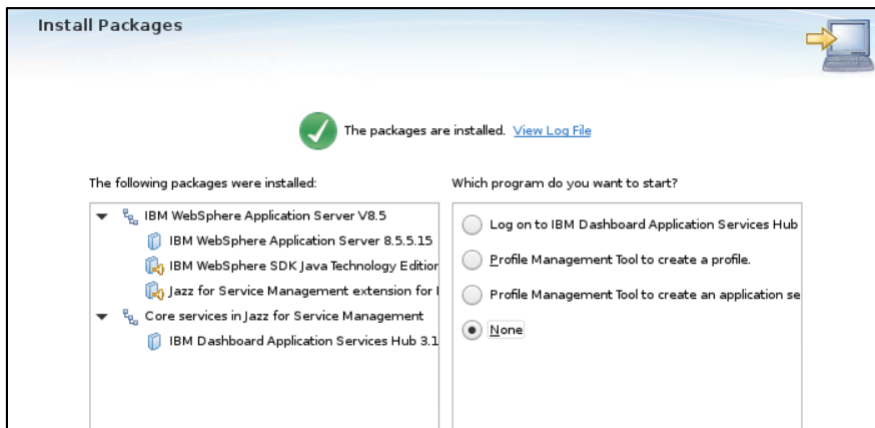 Install Packages
The packages are installed. View Log File
The following packages were installed:
IBM WebSphere Application Server V8.5
IBM WebSphere Application Server 8.5.5.15
IBM WebSphere SDK Java Technology Edition
Jazz for Service Management extension for
Core services in Jazz for Service Management
IBM Dashboard Application Services Hub 3.1
Which program do you want to start?
Log on to IBM Dashboard Application Services Hub
Profile Management Tool to create a profile.
Profile Management Tool to create an application se
None